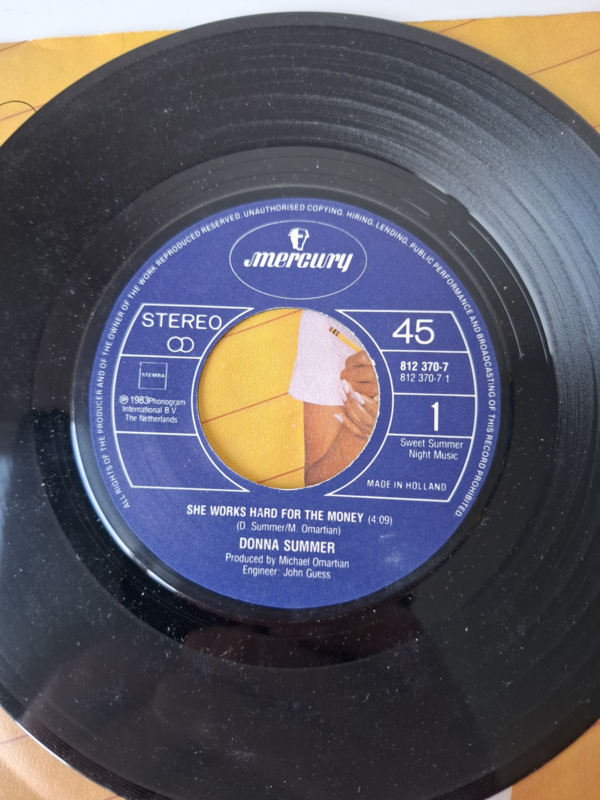 ALL RIGHTS OF THE PRODUCER AND OF THE OWNER OF THE WORK REPRODUCED RESERVED. UNAUTHORISED COPYING, HIRING, LENDING, PUBLIC PERFORMANCE AND BROADCASTING OF THIS RECORD PROHIBITED.
mercury
STEREO
45
STEMRA
812 370-7
812 370-7 1
℗ 1983 Phonogram
International B.V.
The Netherlands
1
Sweet Summer
Night Music
MADE IN HOLLAND
SHE WORKS HARD FOR THE MONEY (4:09)
(D. Summer/M. Omartian)
DONNA SUMMER
Produced by Michael Omartian
Engineer: John Guess